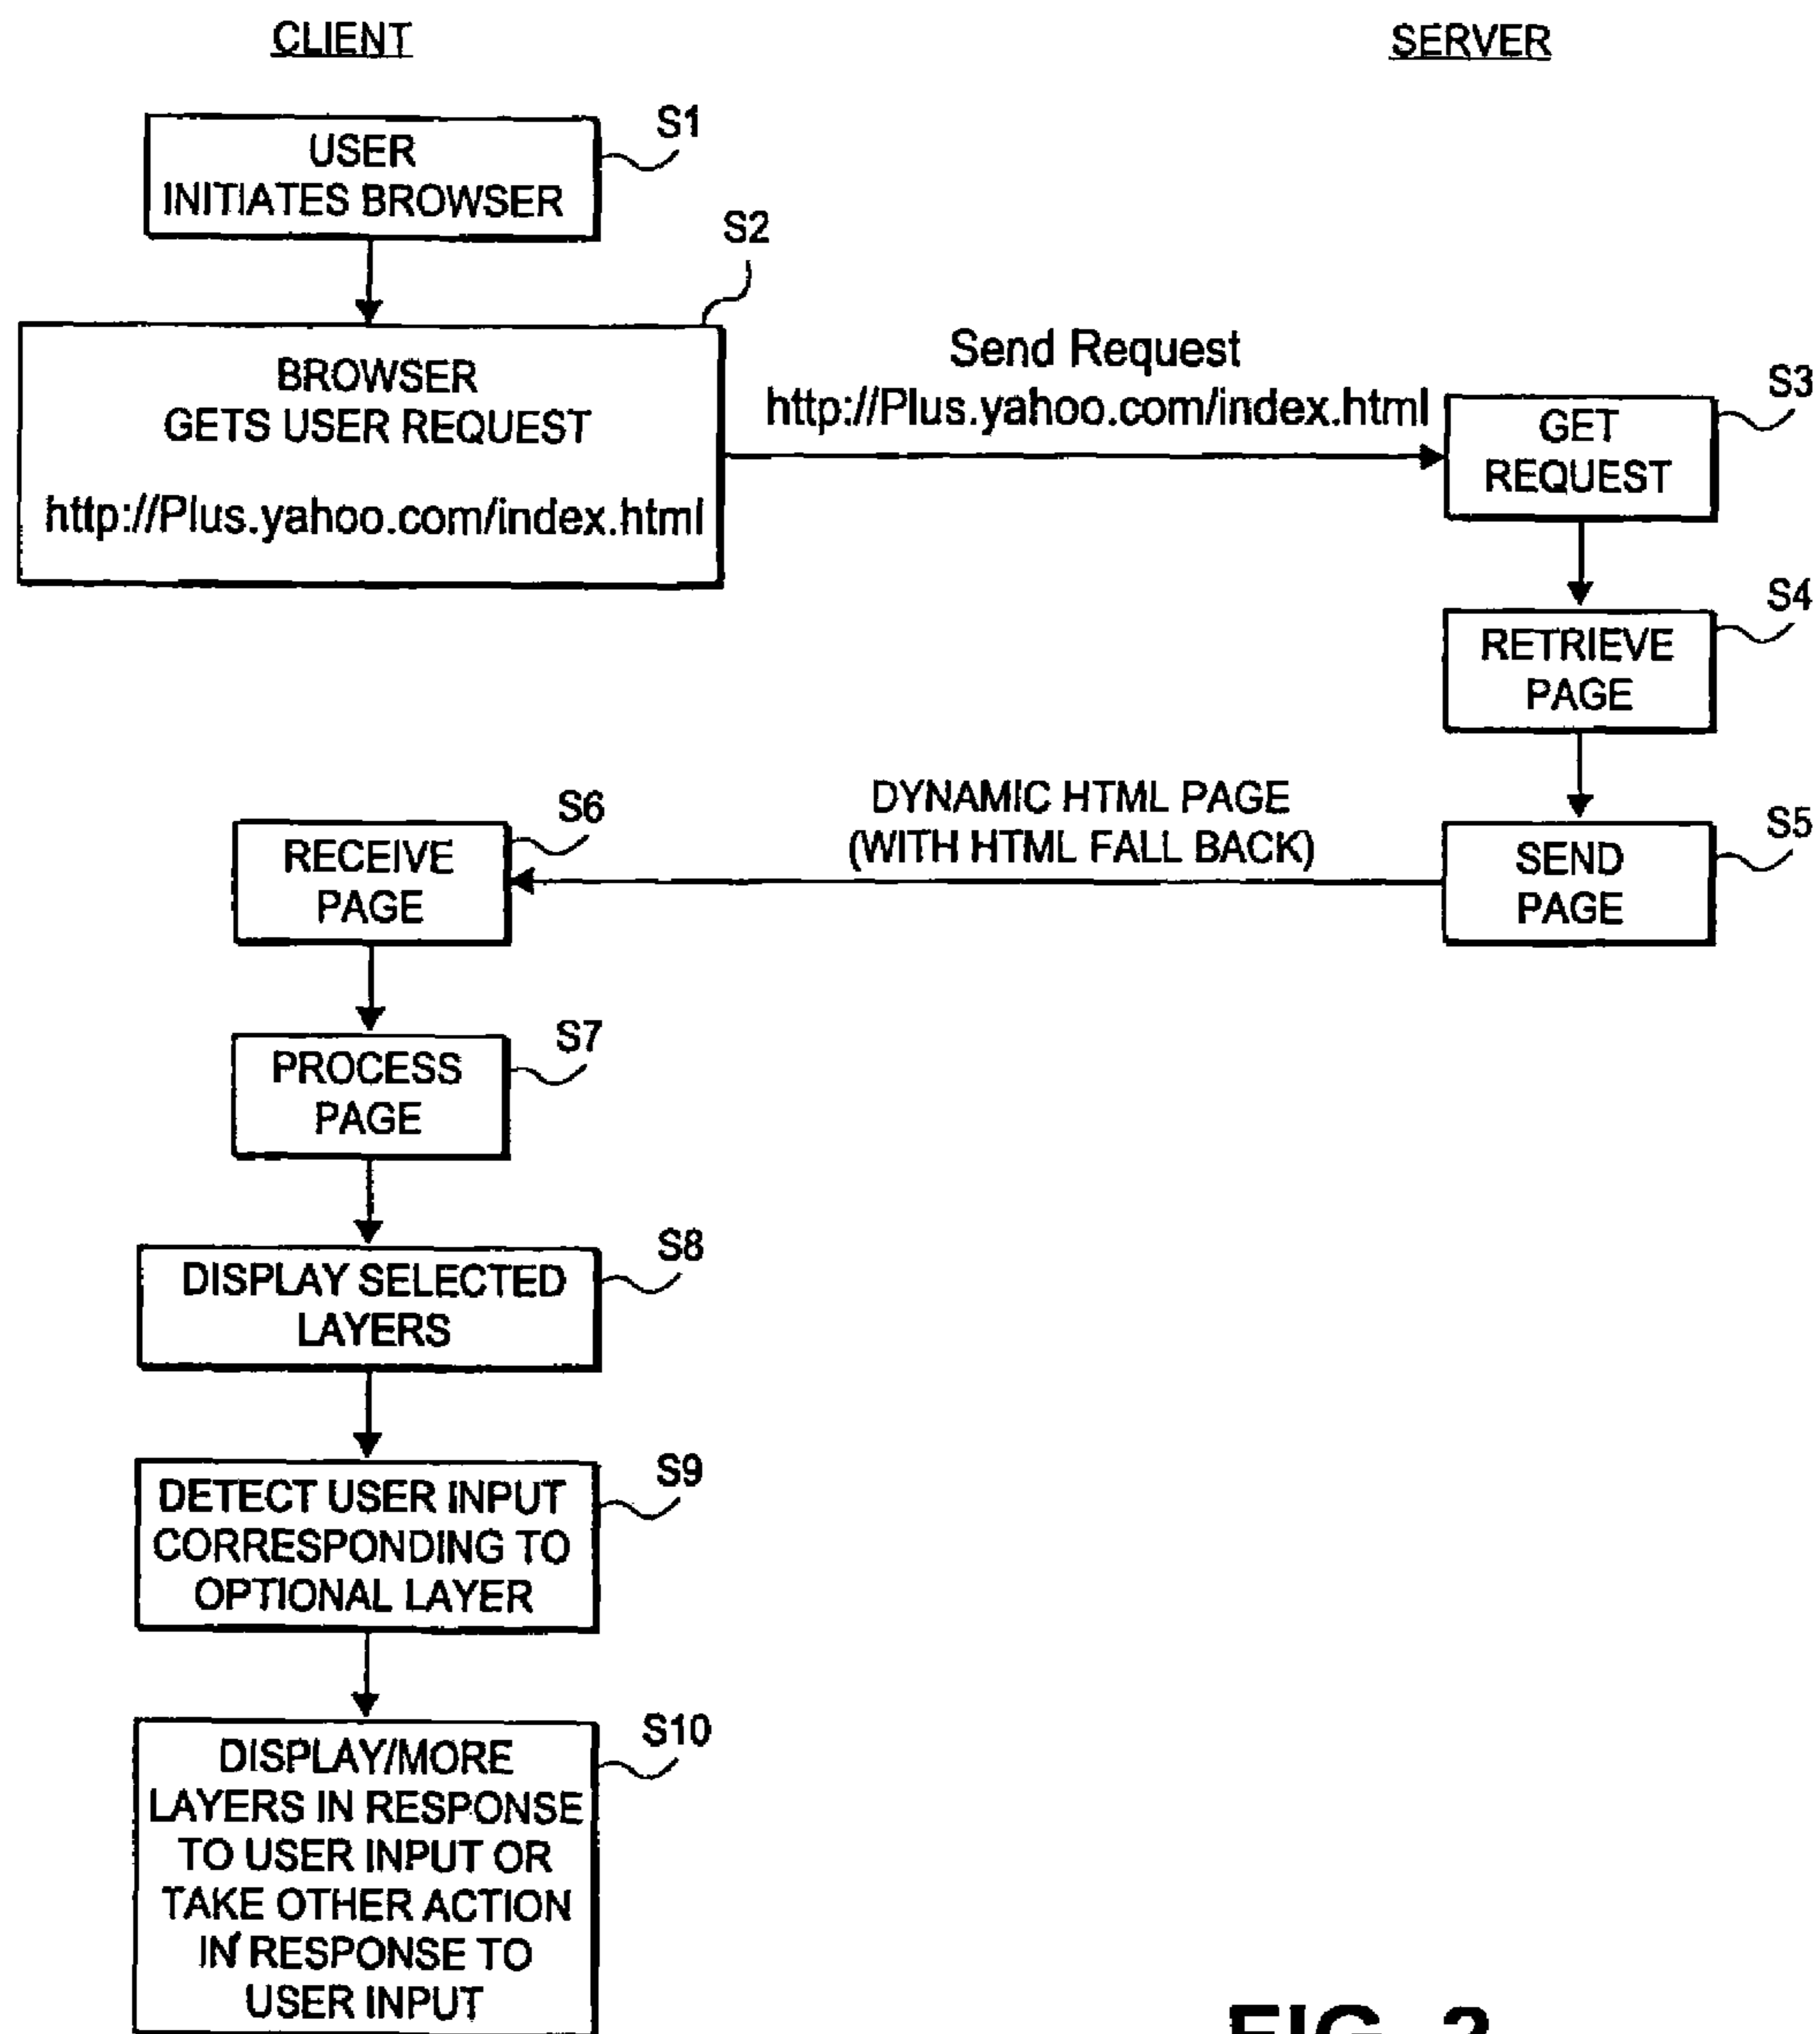 CLIENT
SERVER
S1
USER
INITIATES BROWSER
S2
BROWSER
GETS USER REQUEST
http://Plus.yahoo.com/index.html
Send Request
http://Plus.yahoo.com/index.html
S3
GET
REQUEST
S4
RETRIEVE
PAGE
S5
SEND
PAGE
DYNAMIC HTML PAGE
(WITH HTML FALL BACK)
S6
RECEIVE
PAGE
S7
PROCESS
PAGE
S8
DISPLAY SELECTED
LAYERS
S9
DETECT USER INPUT
CORRESPONDING TO
OPTIONAL LAYER
S10
DISPLAY/MORE
LAYERS IN RESPONSE
TO USER INPUT OR
TAKE OTHER ACTION
IN RESPONSE TO
USER INPUT